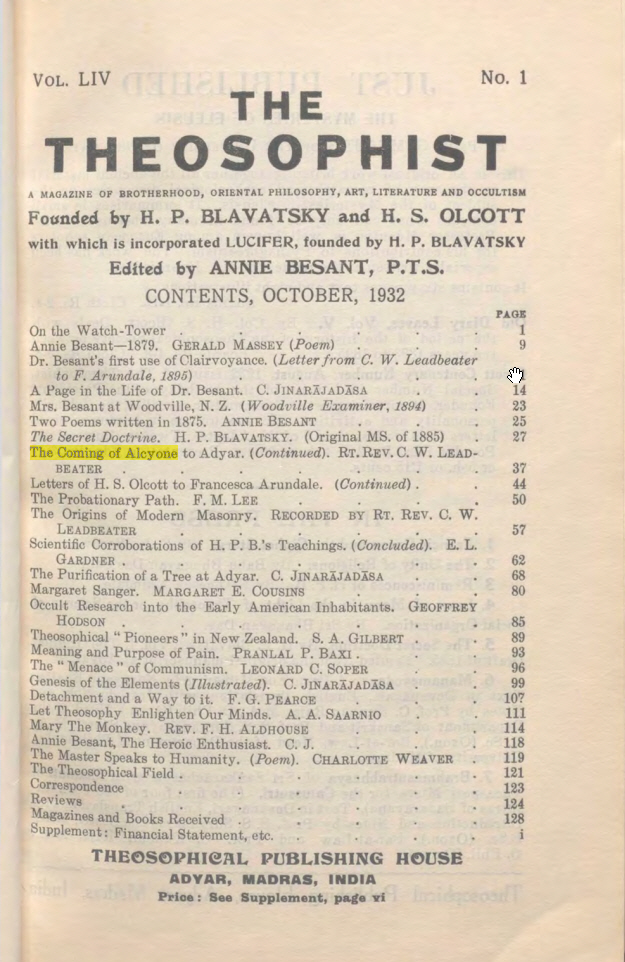 VOL. LIV No. 1
THE
THEOSOPHIST
A MAGAZINE OF BROTHERHOOD, ORIENTAL PHILOSOPHY, ART, LITERATURE AND OCCULTISM
Founded by H. P. BLAVATSKY and H. S. OLCOTT
with which is incorporated LUCIFER, founded by H. P. BLAVATSKY
Edited by ANNIE BESANT, P.T.S.
CONTENTS, OCTOBER, 1932
PAGE
On the Watch-Tower . . . . . . 1
Annie Besant—1879. GERALD MASSEY (Poem) . . . 9
Dr. Besant's first use of Clairvoyance. (Letter from C. W. Leadbeater
to F. Arundale, 1895) . . . . .
A Page in the Life of Dr. Besant. C. JINARĀJADĀSA . . 14
Mrs. Besant at Woodville, N. Z. (Woodville Examiner, 1894) . 23
Two Poems written in 1875. ANNIE BESANT . . . 25
The Secret Doctrine. H. P. BLAVATSKY. (Original MS. of 1885) . 27
The Coming of Alcyone to Adyar. (Continued). RT. REV. C. W. LEAD-
BEATER . . . . . . 37
Letters of H. S. Olcott to Francesca Arundale. (Continued) . . 44
The Probationary Path. F. M. LEE . . . . 50
The Origins of Modern Masonry. RECORDED BY RT. REV. C. W.
LEADBEATER . . . . . . 57
Scientific Corroborations of H. P. B.'s Teachings. (Concluded). E. L.
GARDNER . . . . . . 62
The Purification of a Tree at Adyar. C. JINARĀJADĀSA . . 68
Margaret Sanger. MARGARET E. COUSINS . . . 80
Occult Research into the Early American Inhabitants. GEOFFREY
HODSON . . . . . . 85
Theosophical "Pioneers" in New Zealand. S. A. GILBERT . . 89
Meaning and Purpose of Pain. PRANLAL P. BAXI . . . 93
The "Menace" of Communism. LEONARD C. SOPER . . 96
Genesis of the Elements (Illustrated). C. JINARĀJADĀSA . . 99
Detachment and a Way to it. F. G. PEARCE . . . 107
Let Theosophy Enlighten Our Minds. A. A. SAARNIO . . 111
Mary The Monkey. REV. F. H. ALDHOUSE . . . 114
Annie Besant, The Heroic Enthusiast. C. J. . . . 118
The Master Speaks to Humanity. (Poem). CHARLOTTE WEAVER . 119
The Theosophical Field . . . . . 121
Correspondence . . . . . . 123
Reviews . . . . . . 124
Magazines and Books Received . . . . 128
Supplement: Financial Statement, etc. . . . . i
THEOSOPHICAL PUBLISHING HOUSE
ADYAR, MADRAS, INDIA
Price: See Supplement, page vi